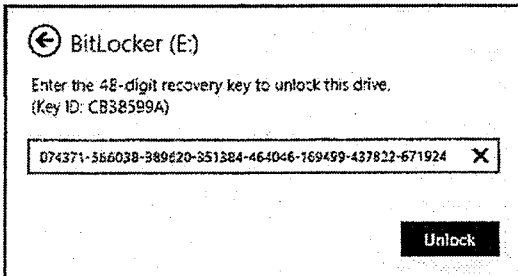 BitLocker (E:)
Enter the 48-digit recovery key to unlock this drive.
(Key ID: CB38599A)
074371-566038-389620-351384-464046-169499-437822-671924
Unlock